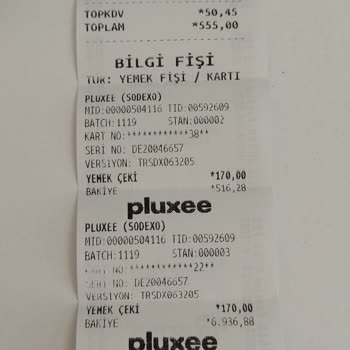 TOPKDV *50,45
TOPLAM *555,00
BİLGİ FİŞİ
TÜR: YEMEK FİŞİ / KARTI
PLUXEE (SODEXO)
MID:00000504116 TID:00592609
BATCH:1119 STAN:000002
KART NO:************38**
SERI NO: DE20046657
VERSIYON: TRSDX063205
YEMEK ÇEKİ *170,00
BAKİYE *516,28
pluxee
PLUXEE (SODEXO)
MID:00000504116 TID:00592609
BATCH:1119 STAN:000003
KART NO:************22**
SERI NO: DE20046657
VERSIYON: TRSDX063205
YEMEK ÇEKİ *170,00
BAKİYE *6.936,88
pluxee